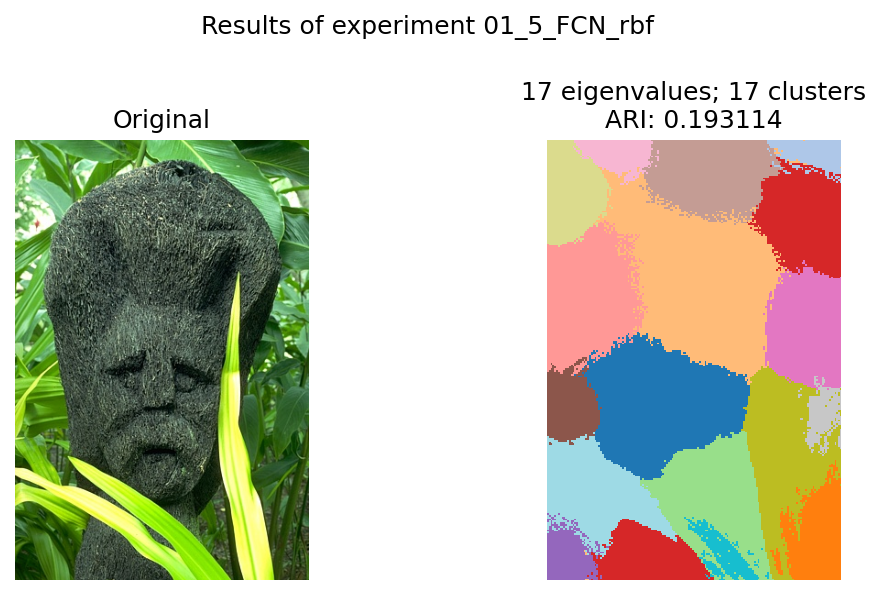 Results of experiment 01_5_FCN_rbf
Original
17 eigenvalues; 17 clusters
ARI: 0.193114